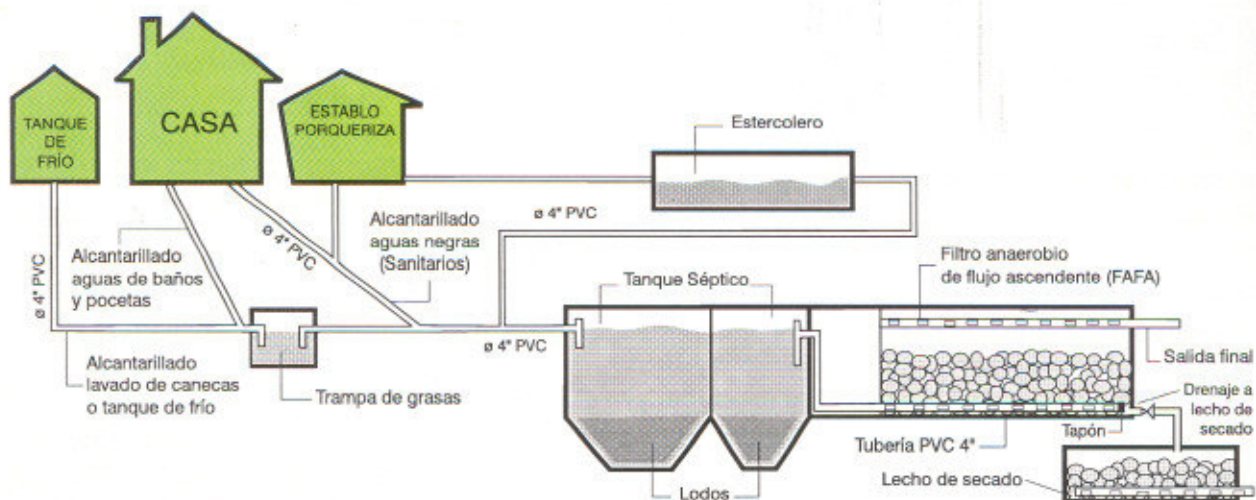 TANQUE
DE
FRÍO
CASA
ESTABLO
PORQUERIZA
Estercolero
ø 4" PVC
Alcantarillado
aguas de baños
y pocetas
ø 4" PVC
Alcantarillado
aguas negras
(Sanitarios)
ø 4" PVC
Tanque Séptico
Filtro anaerobio
de flujo ascendente (FAFA)
ø 4" PVC
Salida final
Alcantarillado
lavado de canecas
o tanque de frío
Trampa de grasas
Drenaje a
lecho de
secado
Tapón
Tubería PVC 4"
Lecho de secado
Lodos